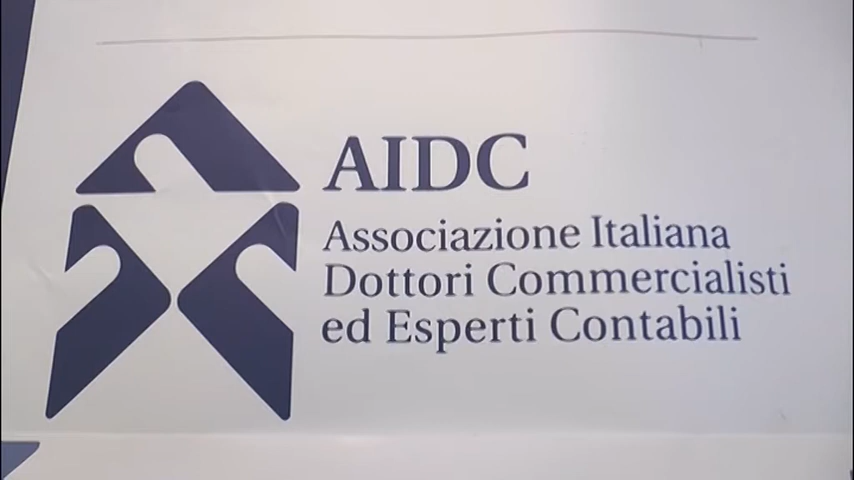 AIDC
Associazione Italiana
Dottori Commercialisti
ed Esperti Contabili